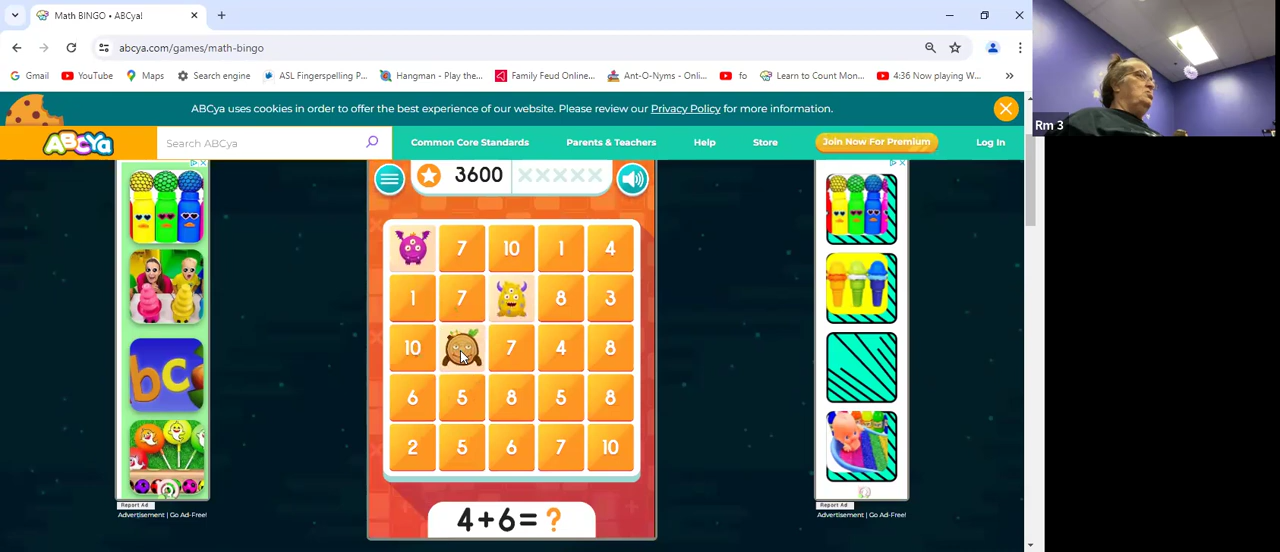 Math BINGO • ABCya!
abcya.com/games/math-bingo
Gmail YouTube Maps Search engine ASL Fingerspelling P... Hangman - Play the... Family Feud Online... Ant-O-Nyms - Onli... fo Learn to Count Mon... 4:36 Now playing W...
ABCya uses cookies in order to offer the best experience of our website. Please review our Privacy Policy for more information.
ABCya Search ABCya Common Core Standards Parents & Teachers Help Store Join Now For Premium Log In
Rm 3
3600
7 10 1 4
1 7 8 3
10 7 4 8
6 5 8 5 8
2 5 6 7 10
4+6=?
bc
Report Ad
Advertisement | Go Ad-Free!
Report Ad
Advertisement | Go Ad-Free!